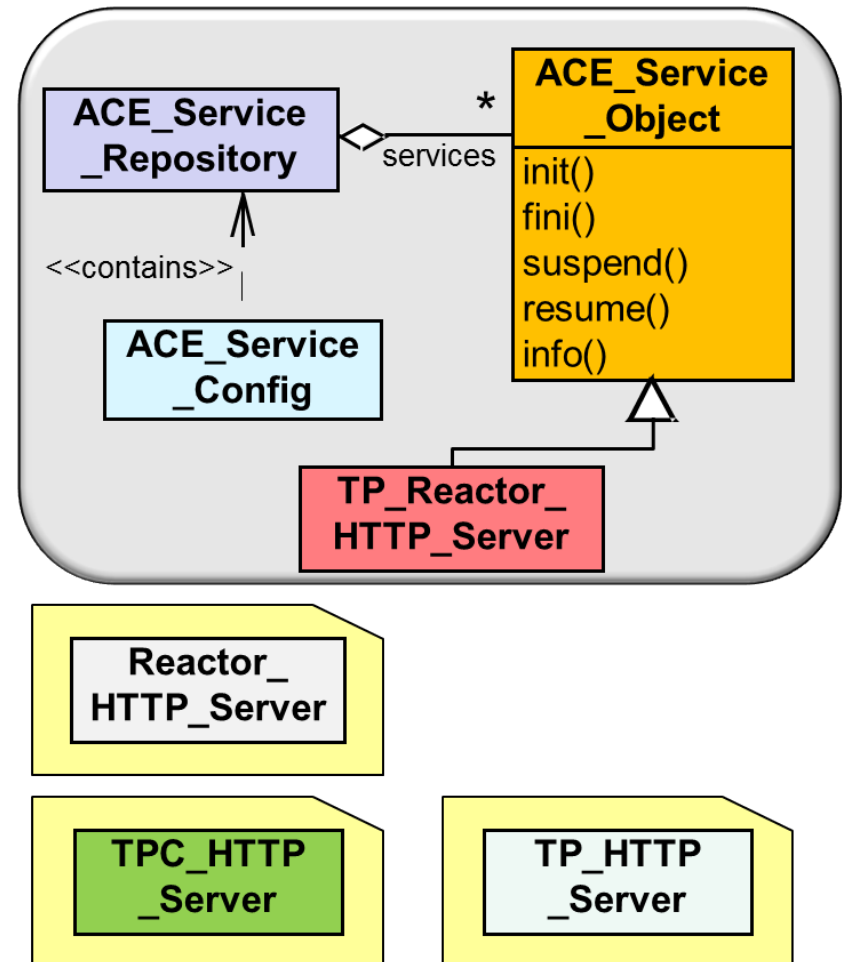 ACE_Service
_Repository
*
services
ACE_Service
_Object
init()
fini()
suspend()
resume()
info()
<<contains>>
ACE_Service
_Config
TP_Reactor_
HTTP_Server
Reactor_
HTTP_Server
TPC_HTTP
_Server
TP_HTTP
_Server